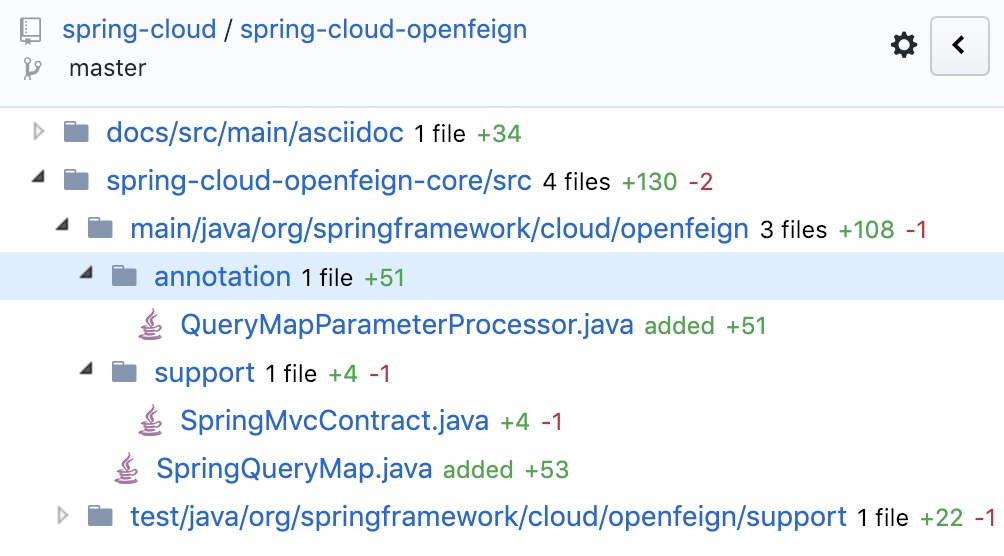 spring-cloud / spring-cloud-openfeign
master
docs/src/main/asciidoc 1 file +34
spring-cloud-openfeign-core/src 4 files +130 -2
main/java/org/springframework/cloud/openfeign 3 files +108 -1
annotation 1 file +51
QueryMapParameterProcessor.java added +51
support 1 file +4 -1
SpringMvcContract.java +4 -1
SpringQueryMap.java added +53
test/java/org/springframework/cloud/openfeign/support 1 file +22 -1